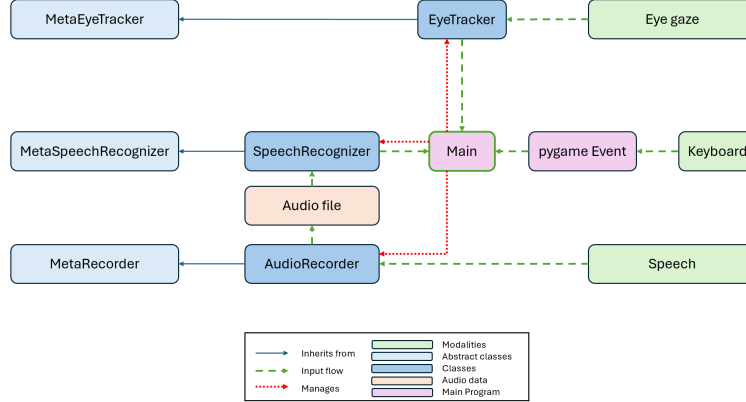 MetaEyeTracker
EyeTracker
Eye gaze
MetaSpeechRecognizer
SpeechRecognizer
Main
pygame Event
Keyboard
Audio file
MetaRecorder
AudioRecorder
Speech
Inherits from
Input flow
Manages
Modalities
Abstract classes
Classes
Audio data
Main Program